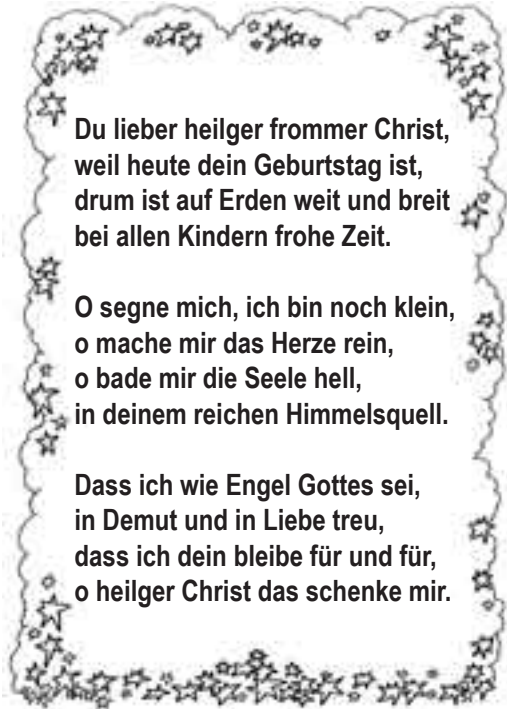 Du lieber heilger frommer Christ,
weil heute dein Geburtstag ist,
drum ist auf Erden weit und breit
bei allen Kindern frohe Zeit.
O segne mich, ich bin noch klein,
o mache mir das Herze rein,
o bade mir die Seele hell,
in deinem reichen Himmelsquell.
Dass ich wie Engel Gottes sei,
in Demut und in Liebe treu,
dass ich dein bleibe für und für,
o heilger Christ das schenke mir.